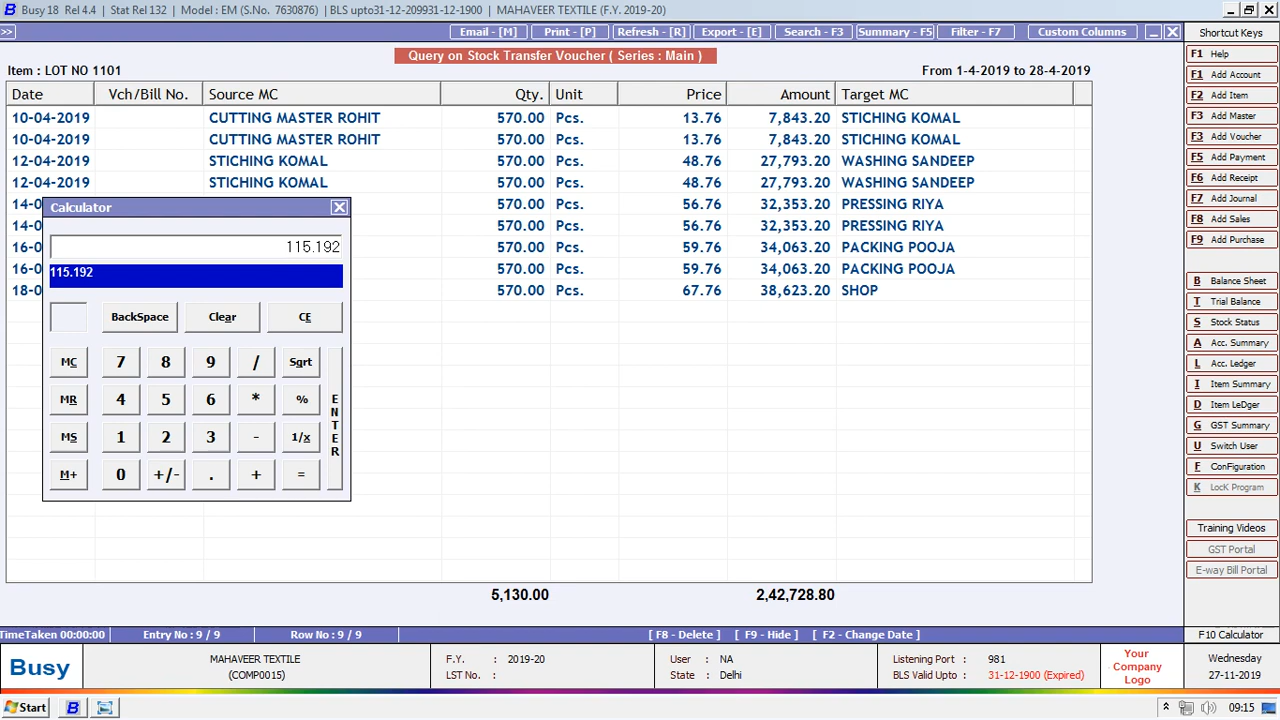 Busy 18 Rel 4.4 | Stat Rel 132 | Model : EM (S.No. 7630876) | BLS upto31-12-209931-12-1900 | MAHAVEER TEXTILE (F.Y. 2019-20)
>> Email - [M] Print - [P] Refresh - [R] Export - [E] Search - F3 Summary - F5 Filter - F7 Custom Columns
Query on Stock Transfer Voucher ( Series : Main )
Item : LOT NO 1101 From 1-4-2019 to 28-4-2019
Date Vch/Bill No. Source MC Qty. Unit Price Amount Target MC
10-04-2019 CUTTING MASTER ROHIT 570.00 Pcs. 13.76 7,843.20 STICHING KOMAL
10-04-2019 CUTTING MASTER ROHIT 570.00 Pcs. 13.76 7,843.20 STICHING KOMAL
12-04-2019 STICHING KOMAL 570.00 Pcs. 48.76 27,793.20 WASHING SANDEEP
12-04-2019 STICHING KOMAL 570.00 Pcs. 48.76 27,793.20 WASHING SANDEEP
14-0 570.00 Pcs. 56.76 32,353.20 PRESSING RIYA
14-0 570.00 Pcs. 56.76 32,353.20 PRESSING RIYA
16-0 570.00 Pcs. 59.76 34,063.20 PACKING POOJA
16-0 570.00 Pcs. 59.76 34,063.20 PACKING POOJA
18-0 570.00 Pcs. 67.76 38,623.20 SHOP
5,130.00 2,42,728.80
Calculator
115.192
115.192
BackSpace Clear CE
MC 7 8 9 / Sqrt
MR 4 5 6 * %
MS 1 2 3 - 1/x
M+ 0 +/- . + =
ENTER
Shortcut Keys
F1 Help
F1 Add Account
F2 Add Item
F3 Add Master
F3 Add Voucher
F5 Add Payment
F6 Add Receipt
F7 Add Journal
F8 Add Sales
F9 Add Purchase
B Balance Sheet
T Trial Balance
S Stock Status
A Acc. Summary
L Acc. Ledger
I Item Summary
D Item LeDger
G GST Summary
U Switch User
F ConFiguration
K LocK Program
Training Videos
GST Portal
E-way Bill Portal
TimeTaken 00:00:00 Entry No : 9 / 9 Row No : 9 / 9 [ F8 - Delete ] [ F9 - Hide ] [ F2 - Change Date ] F10 Calculator
Busy
MAHAVEER TEXTILE
(COMP0015)
F.Y. : 2019-20
LST No. :
User : NA
State : Delhi
Listening Port : 981
BLS Valid Upto : 31-12-1900 (Expired)
Your
Company
Logo
Wednesday
27-11-2019
Start 09:15